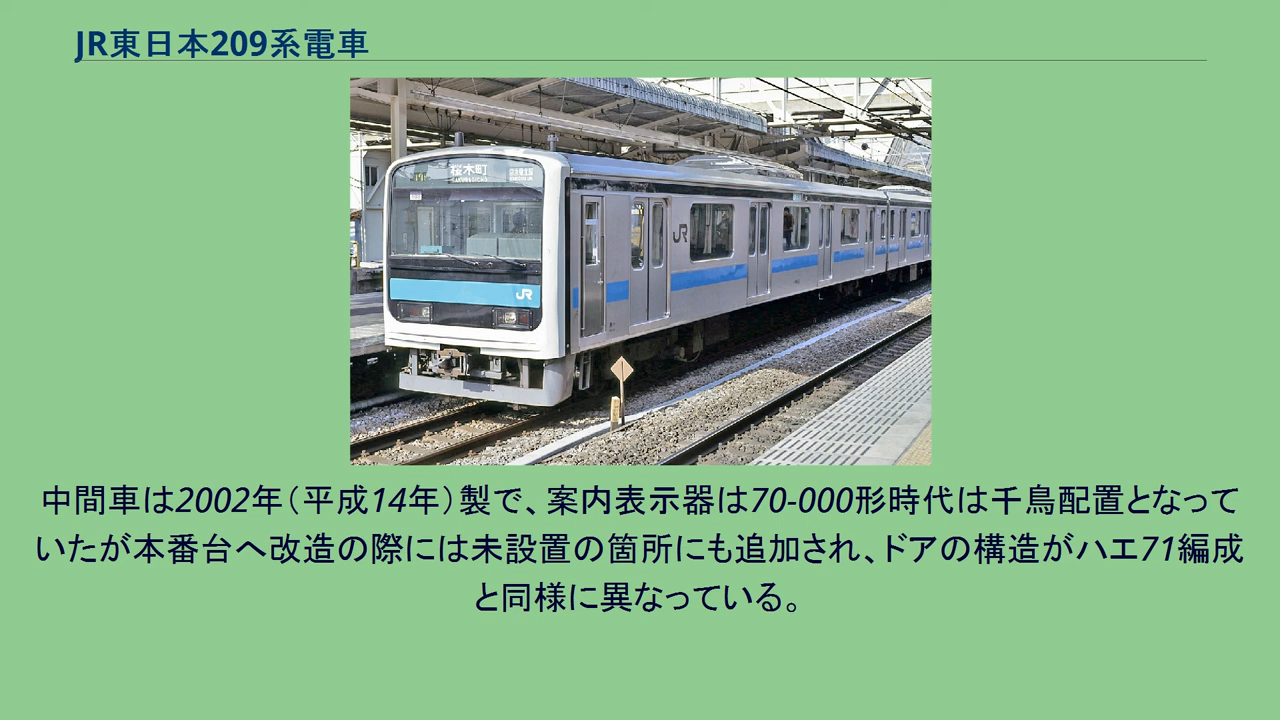 JR東日本209系電車
桜木町
SAKURAGICHŌ
JR
JR
中間車は2002年（平成14年）製で、案内表示器は70-000形時代は千鳥配置となって
いたが本番台へ改造の際には未設置の箇所にも追加され、ドアの構造がハエ71編成
と同様に異なっている。